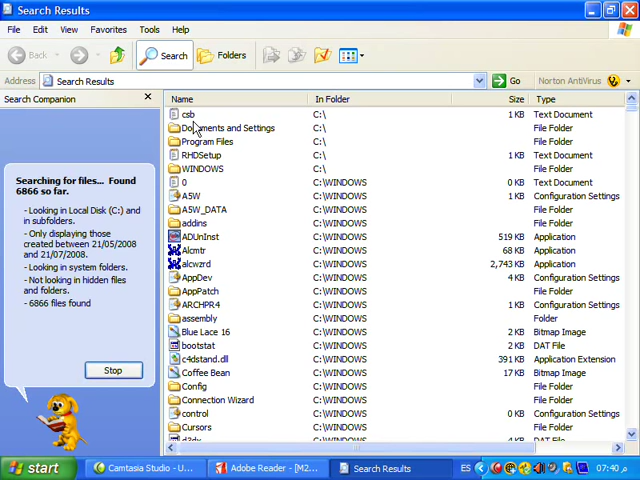 Search Results
File Edit View Favorites Tools Help
Back Search Folders
Address Search Results Go Norton AntiVirus
Search Companion
Name In Folder Size Type
csb C:\ 1 KB Text Document
Documents and Settings C:\ File Folder
Program Files C:\ File Folder
RHDSetup C:\ 1 KB Text Document
WINDOWS C:\ File Folder
0 C:\WINDOWS 0 KB Text Document
A5W C:\WINDOWS 1 KB Configuration Settings
A5W_DATA C:\WINDOWS File Folder
addins C:\WINDOWS File Folder
ADUnInst C:\WINDOWS 519 KB Application
Alcmtr C:\WINDOWS 68 KB Application
alcwzrd C:\WINDOWS 2,743 KB Application
AppDev C:\WINDOWS 4 KB Configuration Settings
AppPatch C:\WINDOWS File Folder
ARCHPR4 C:\WINDOWS 1 KB Configuration Settings
assembly C:\WINDOWS Folder
Blue Lace 16 C:\WINDOWS 2 KB Bitmap Image
bootstat C:\WINDOWS 2 KB DAT File
c4dstand.dll C:\WINDOWS 391 KB Application Extension
Coffee Bean C:\WINDOWS 17 KB Bitmap Image
Config C:\WINDOWS File Folder
Connection Wizard C:\WINDOWS File Folder
control C:\WINDOWS 0 KB Configuration Settings
Cursors C:\WINDOWS File Folder
Searching for files... Found
6866 so far.
- Looking in Local Disk (C:) and
in subfolders.
- Only displaying those
created between 21/05/2008
and 21/07/2008.
- Looking in system folders.
- Not looking in hidden files
and folders.
- 6866 files found
Stop
start Camtasia Studio - U... Adobe Reader - [M2... Search Results ES 07:40 م